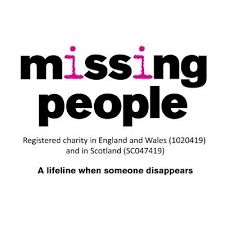 missing
people
Registered charity in England and Wales (1020419)
and in Scotland (SC047419)
A lifeline when someone disappears